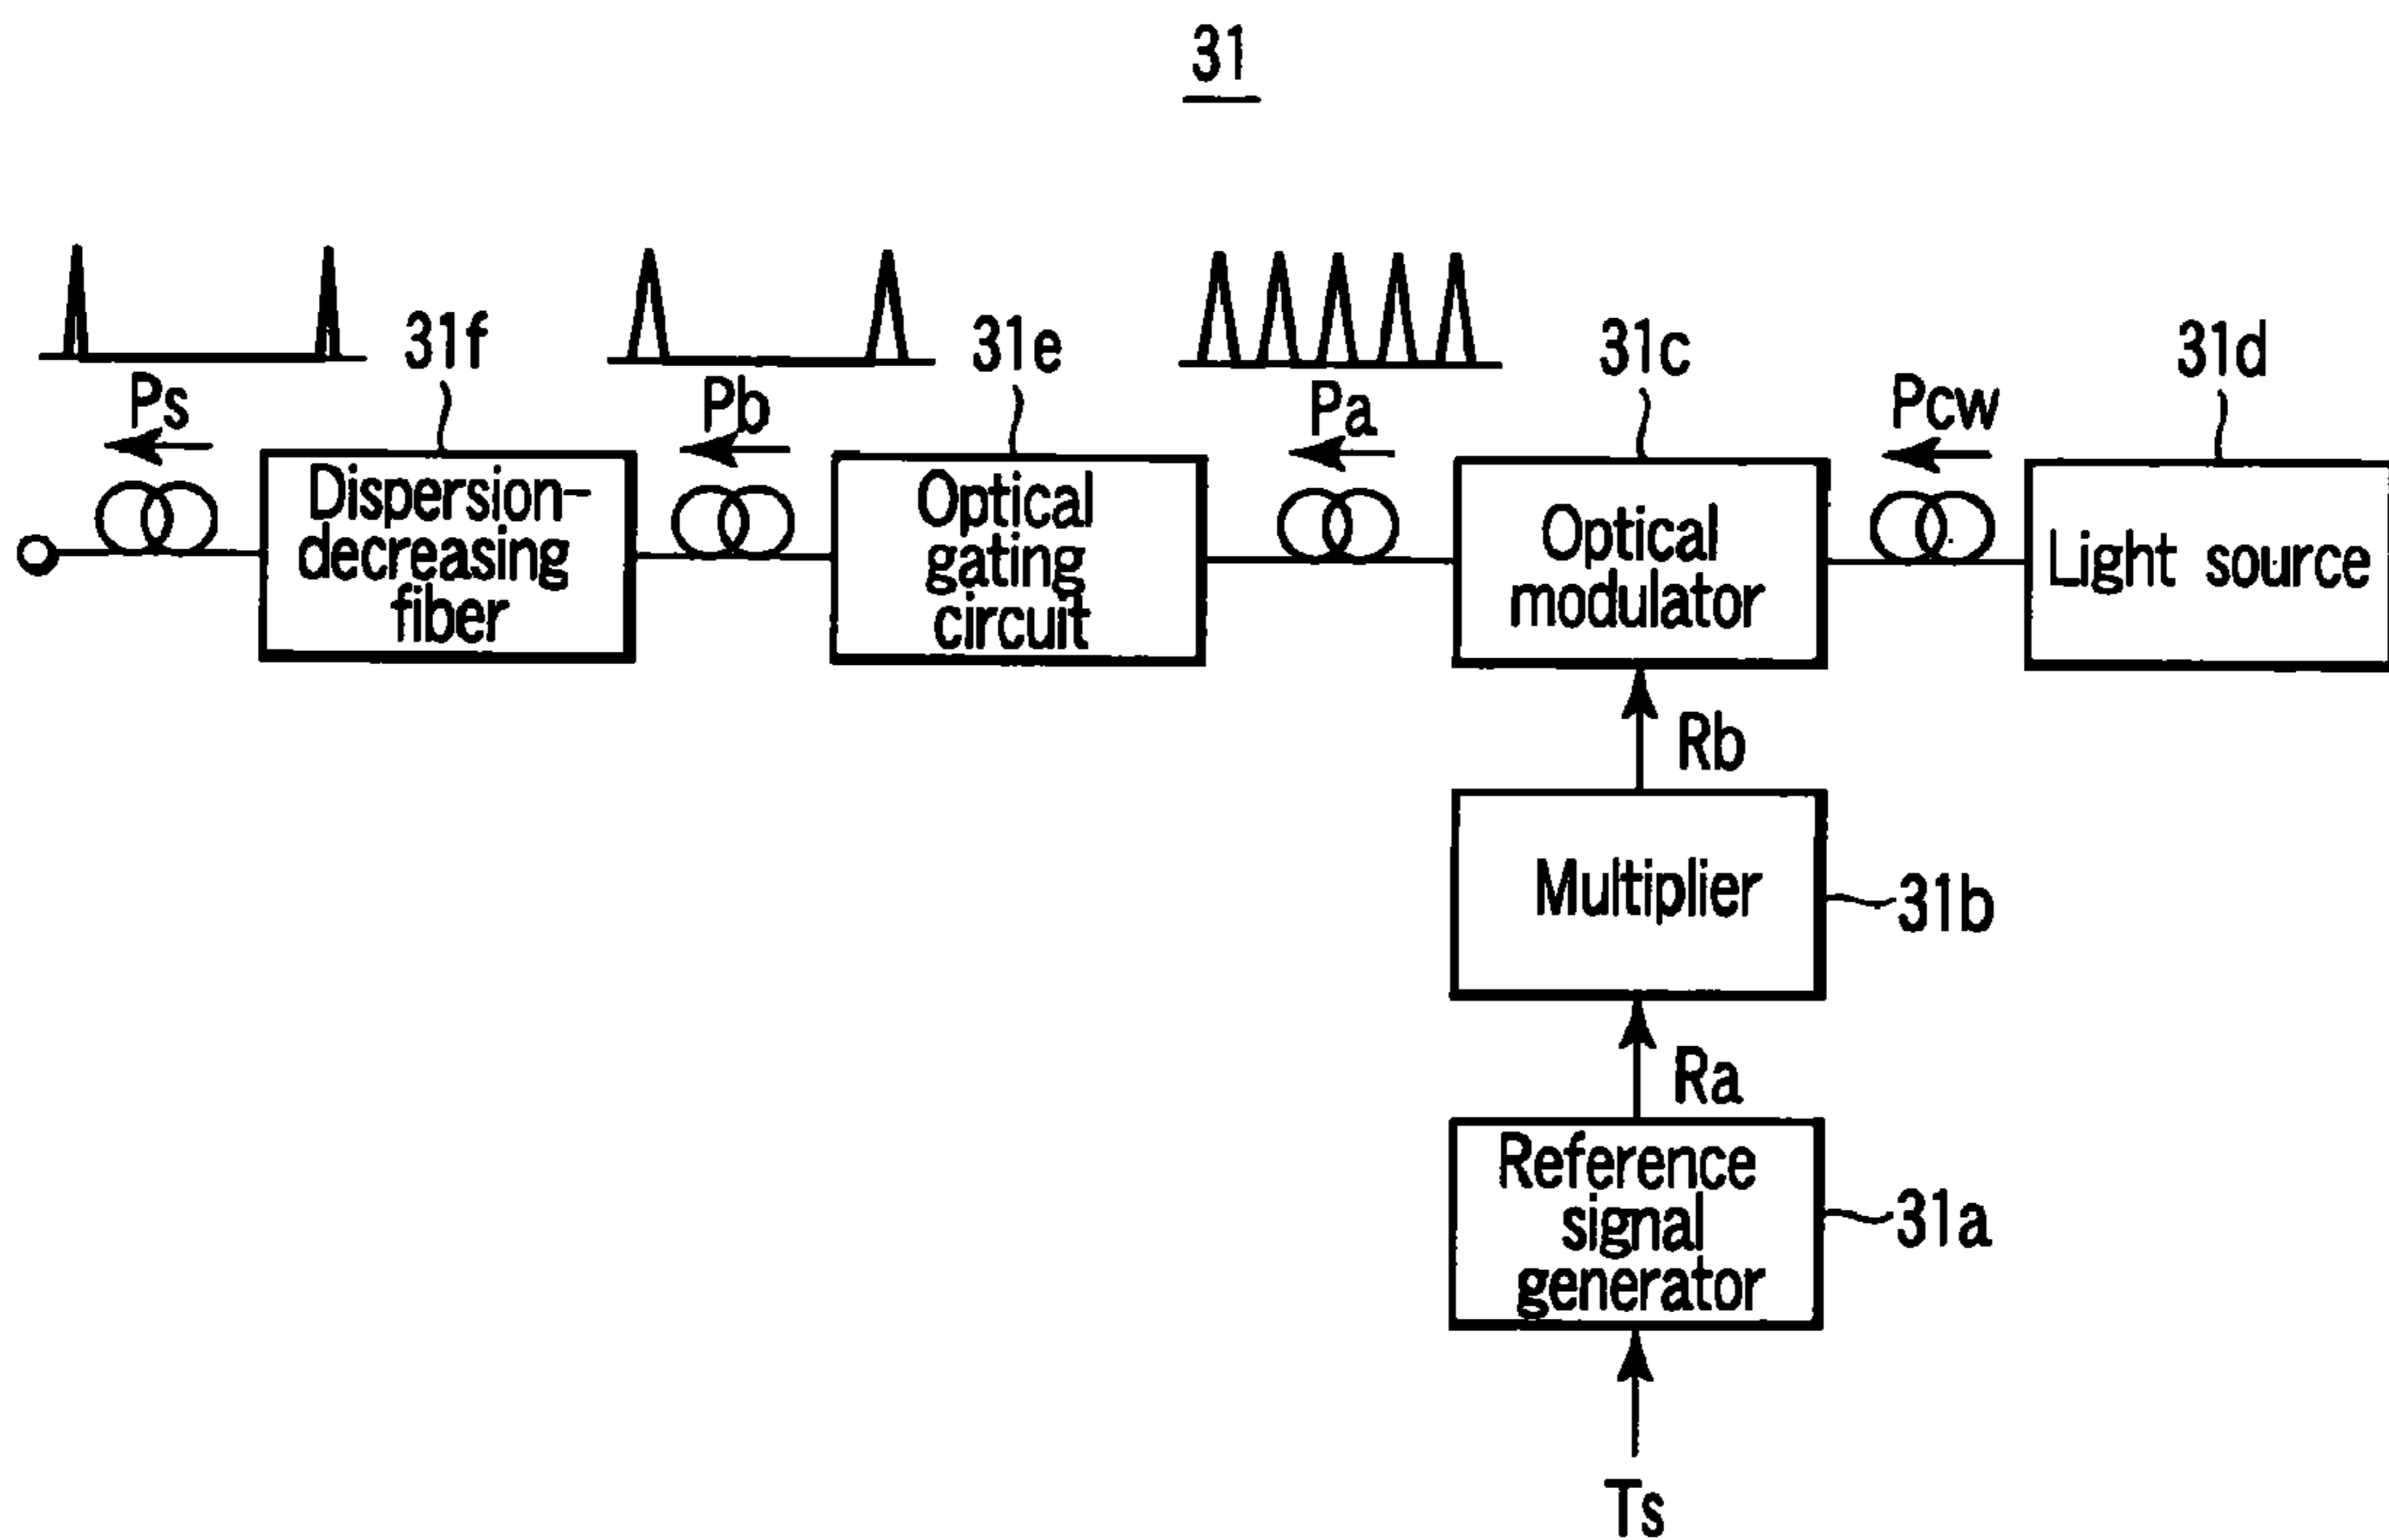 31
31f
31e
31c
31d
Ps
Pb
Pa
Pcw
Dispersion-
decreasing
fiber
Optical
gating
circuit
Optical
modulator
Light source
Rb
Multiplier
31b
Ra
Reference
signal
generator
31a
Ts